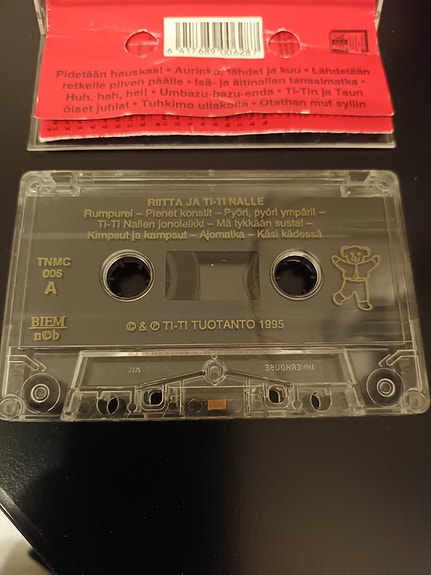 6 417689 000987
Pidetään hauskaa! • Aurinko, tähdet ja kuu • Lähdetään
retkelle pilven päälle • Isä- ja äitinallen tanssimatka •
Huh, hah, hei! • Umbazu-bazu-enda • Ti-Tin ja Taun
öiset juhlat • Tuhkimo ullakolla • Otathan mut syliin
RIITTA JA TI-TI NALLE
Rumpurei – Pienet konstit – Pyöri, pyöri ympäri! –
Ti-Ti Nallen jonoleikki – Mä tykkään susta! –
Kimpsut ja kampsut – Ajomatka – Käsi kädessä
TNMC
006
A
BIEM
n©b
© & ℗ TI-TI TUOTANTO 1995